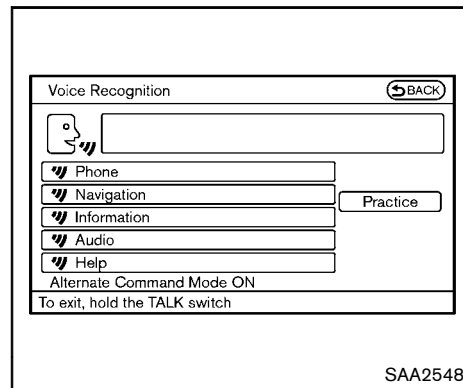 Voice Recognition
BACK
Phone
Navigation
Practice
Information
Audio
Help
Alternate Command Mode ON
To exit, hold the TALK switch
SAA2548